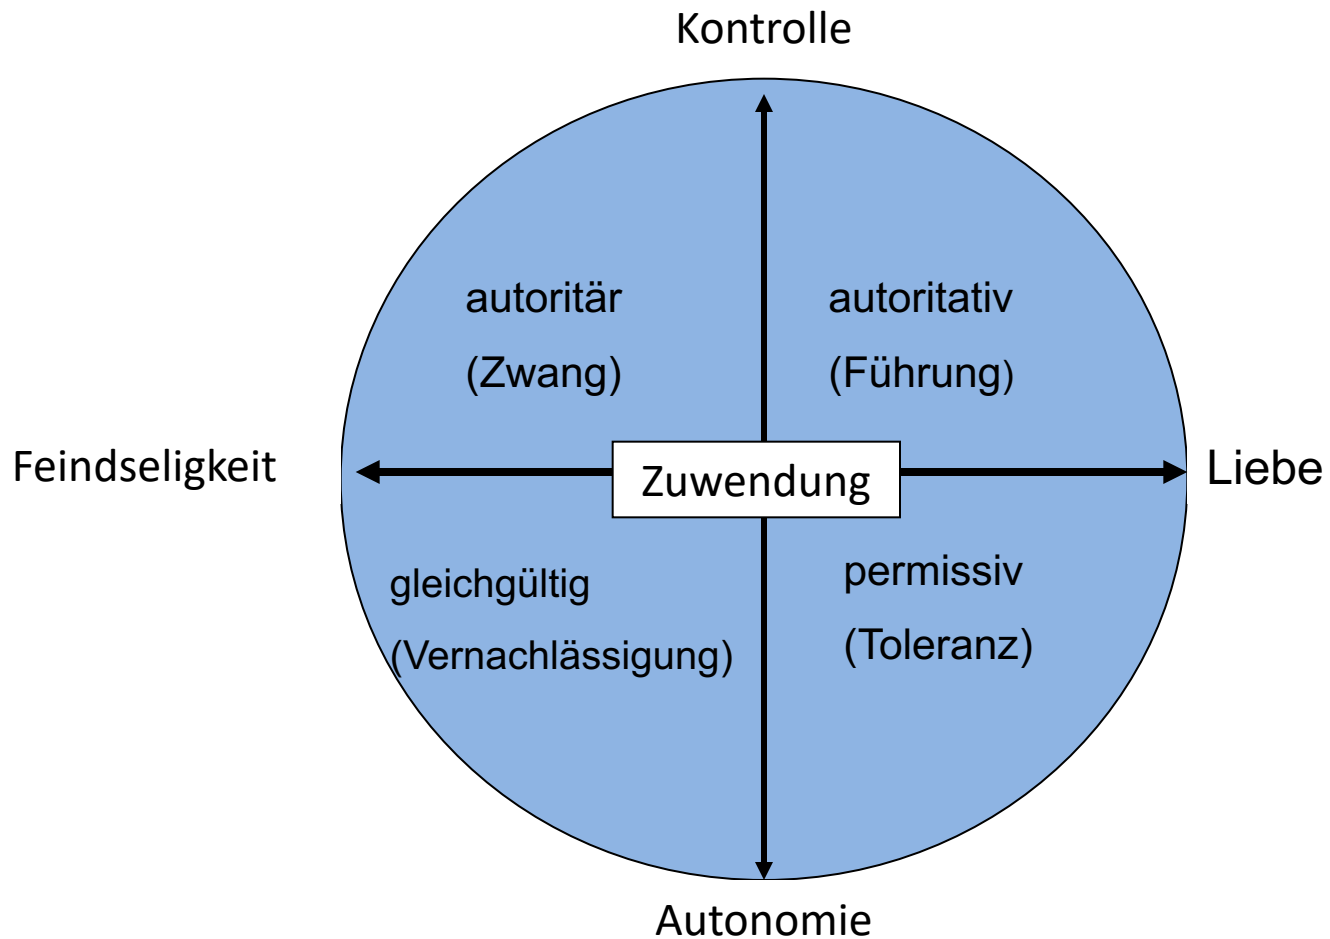 Kontrolle
autoritär
(Zwang)
autoritativ
(Führung)
Feindseligkeit
Zuwendung
Liebe
gleichgültig
(Vernachlässigung)
permissiv
(Toleranz)
Autonomie